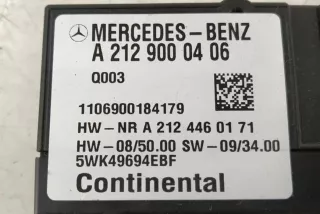 MERCEDES-BENZ
A 212 900 04 06
Q003
1106900184179
HW-NR A 212 446 01 71
HW-08/50.00 SW-09/34.00
5WK49694EBF
Continental